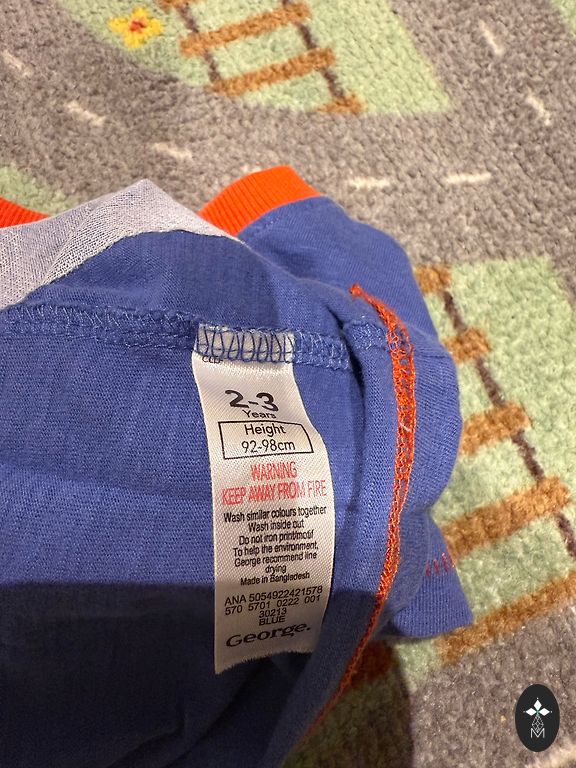 2-3
Years
Height
92-98cm
WARNING
KEEP AWAY FROM FIRE
Wash similar colours together
Wash inside out
Do not iron print/motif
To help the environment,
George recommend line
drying
Made in Bangladesh
ANA 5054922421578
570 5701 0222 001
30213
BLUE
George.
M